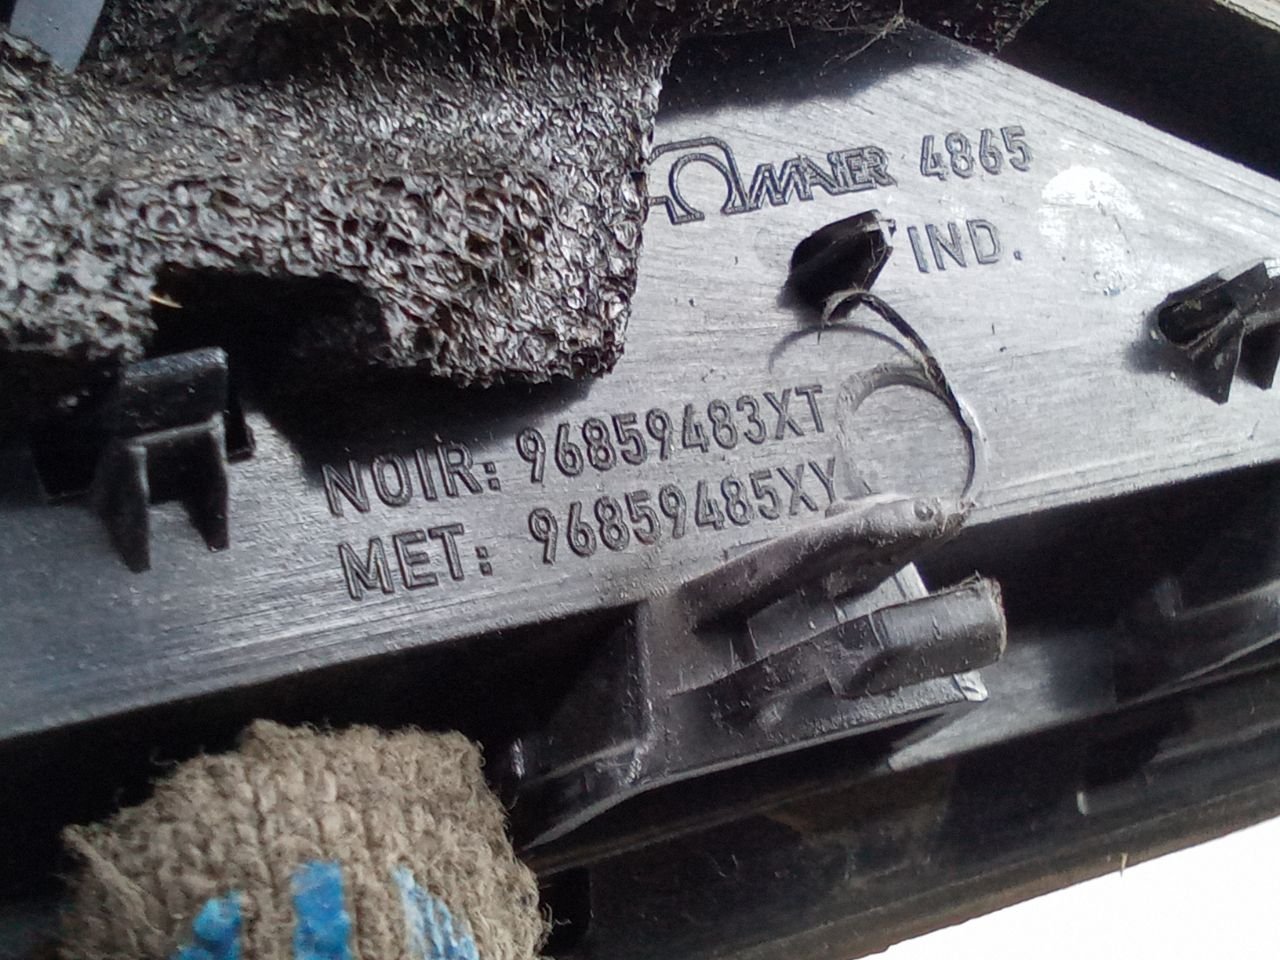 MAIER 4865
IND.
NOIR: 96859483XT
MET: 96859485XY